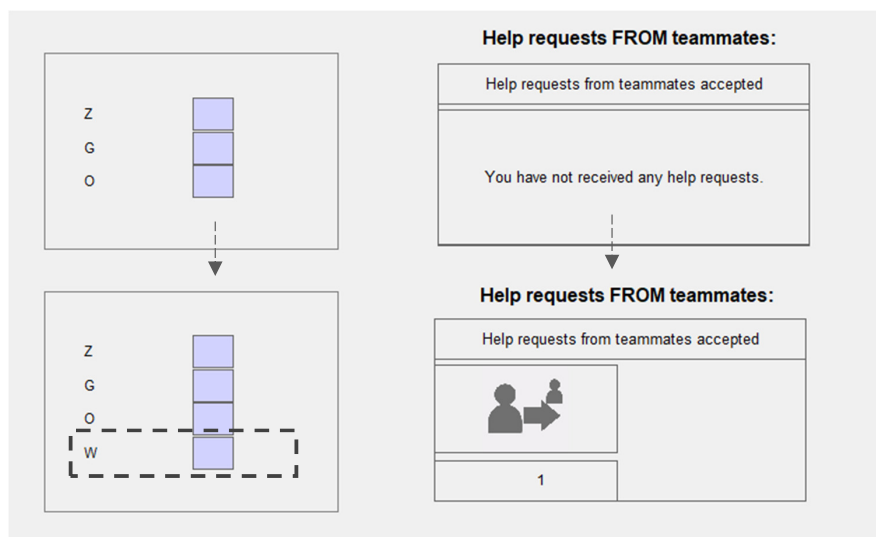 Z
G
O
Help requests FROM teammates:
Help requests from teammates accepted
You have not received any help requests.
Z
G
O
W
Help requests FROM teammates:
Help requests from teammates accepted
1